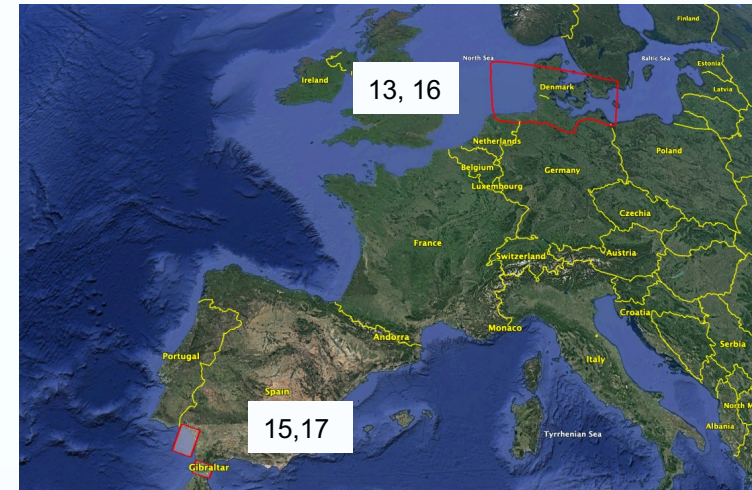 Finland
North Sea
Baltic Sea
Estonia
Ireland
13, 16
Denmark
Latvia
Netherlands
Poland
Belgium
Germany
Luxembourg
Czechia
France
Switzerland
Austria
Croatia
Monaco
Andorra
Serbia
Portugal
Italy
Spain
North M
15,17
Albania
Tyrrhenian Sea
Gibraltar